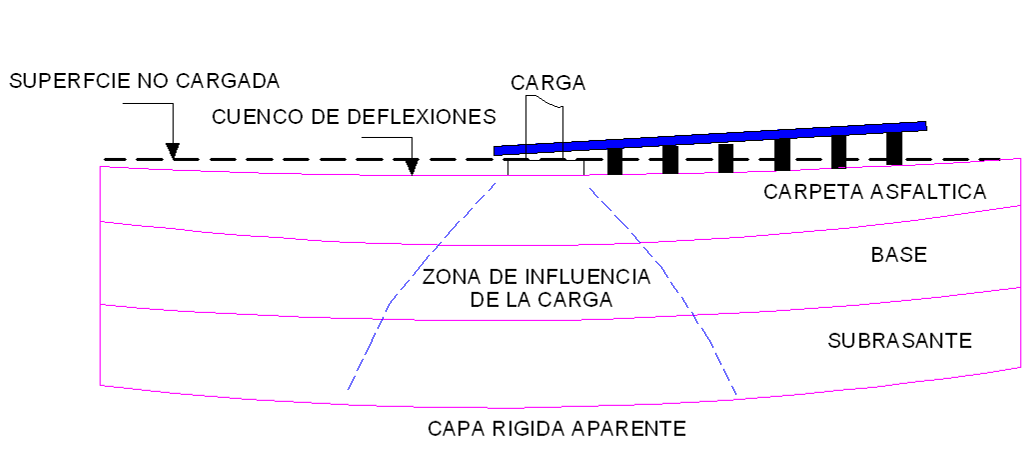 SUPERFCIE NO CARGADA
CARGA
CUENCO DE DEFLEXIONES
CARPETA ASFALTICA
BASE
ZONA DE INFLUENCIA
DE LA CARGA
SUBRASANTE
CAPA RIGIDA APARENTE